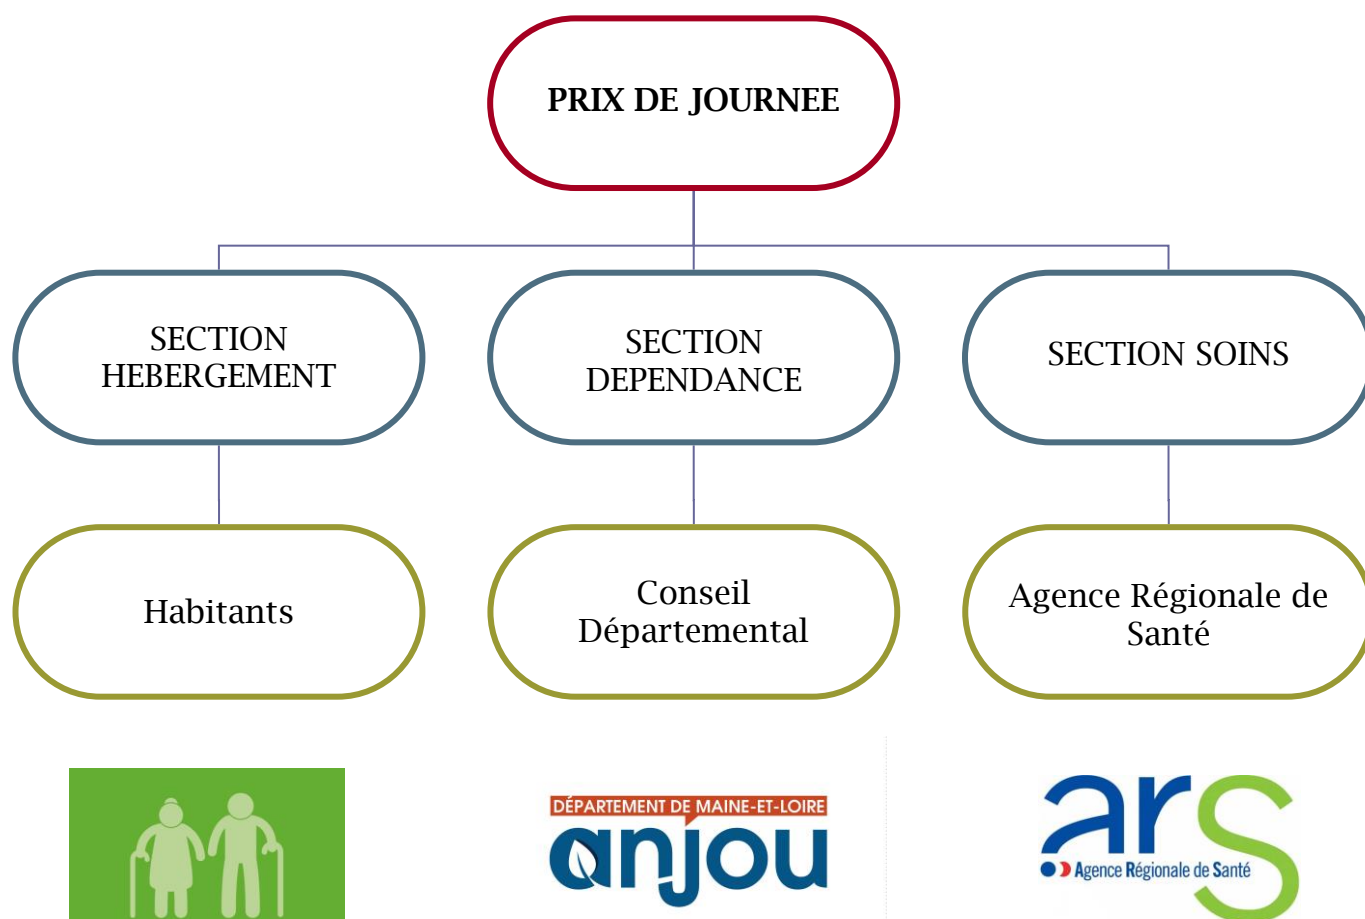 PRIX DE JOURNEE
SECTION
HEBERGEMENT
SECTION
DEPENDANCE
SECTION SOINS
Habitants
Conseil
Départemental
Agence Régionale de
Santé
DÉPARTEMENT DE MAINE-ET-LOIRE
anjou
ars
Agence Régionale de Santé